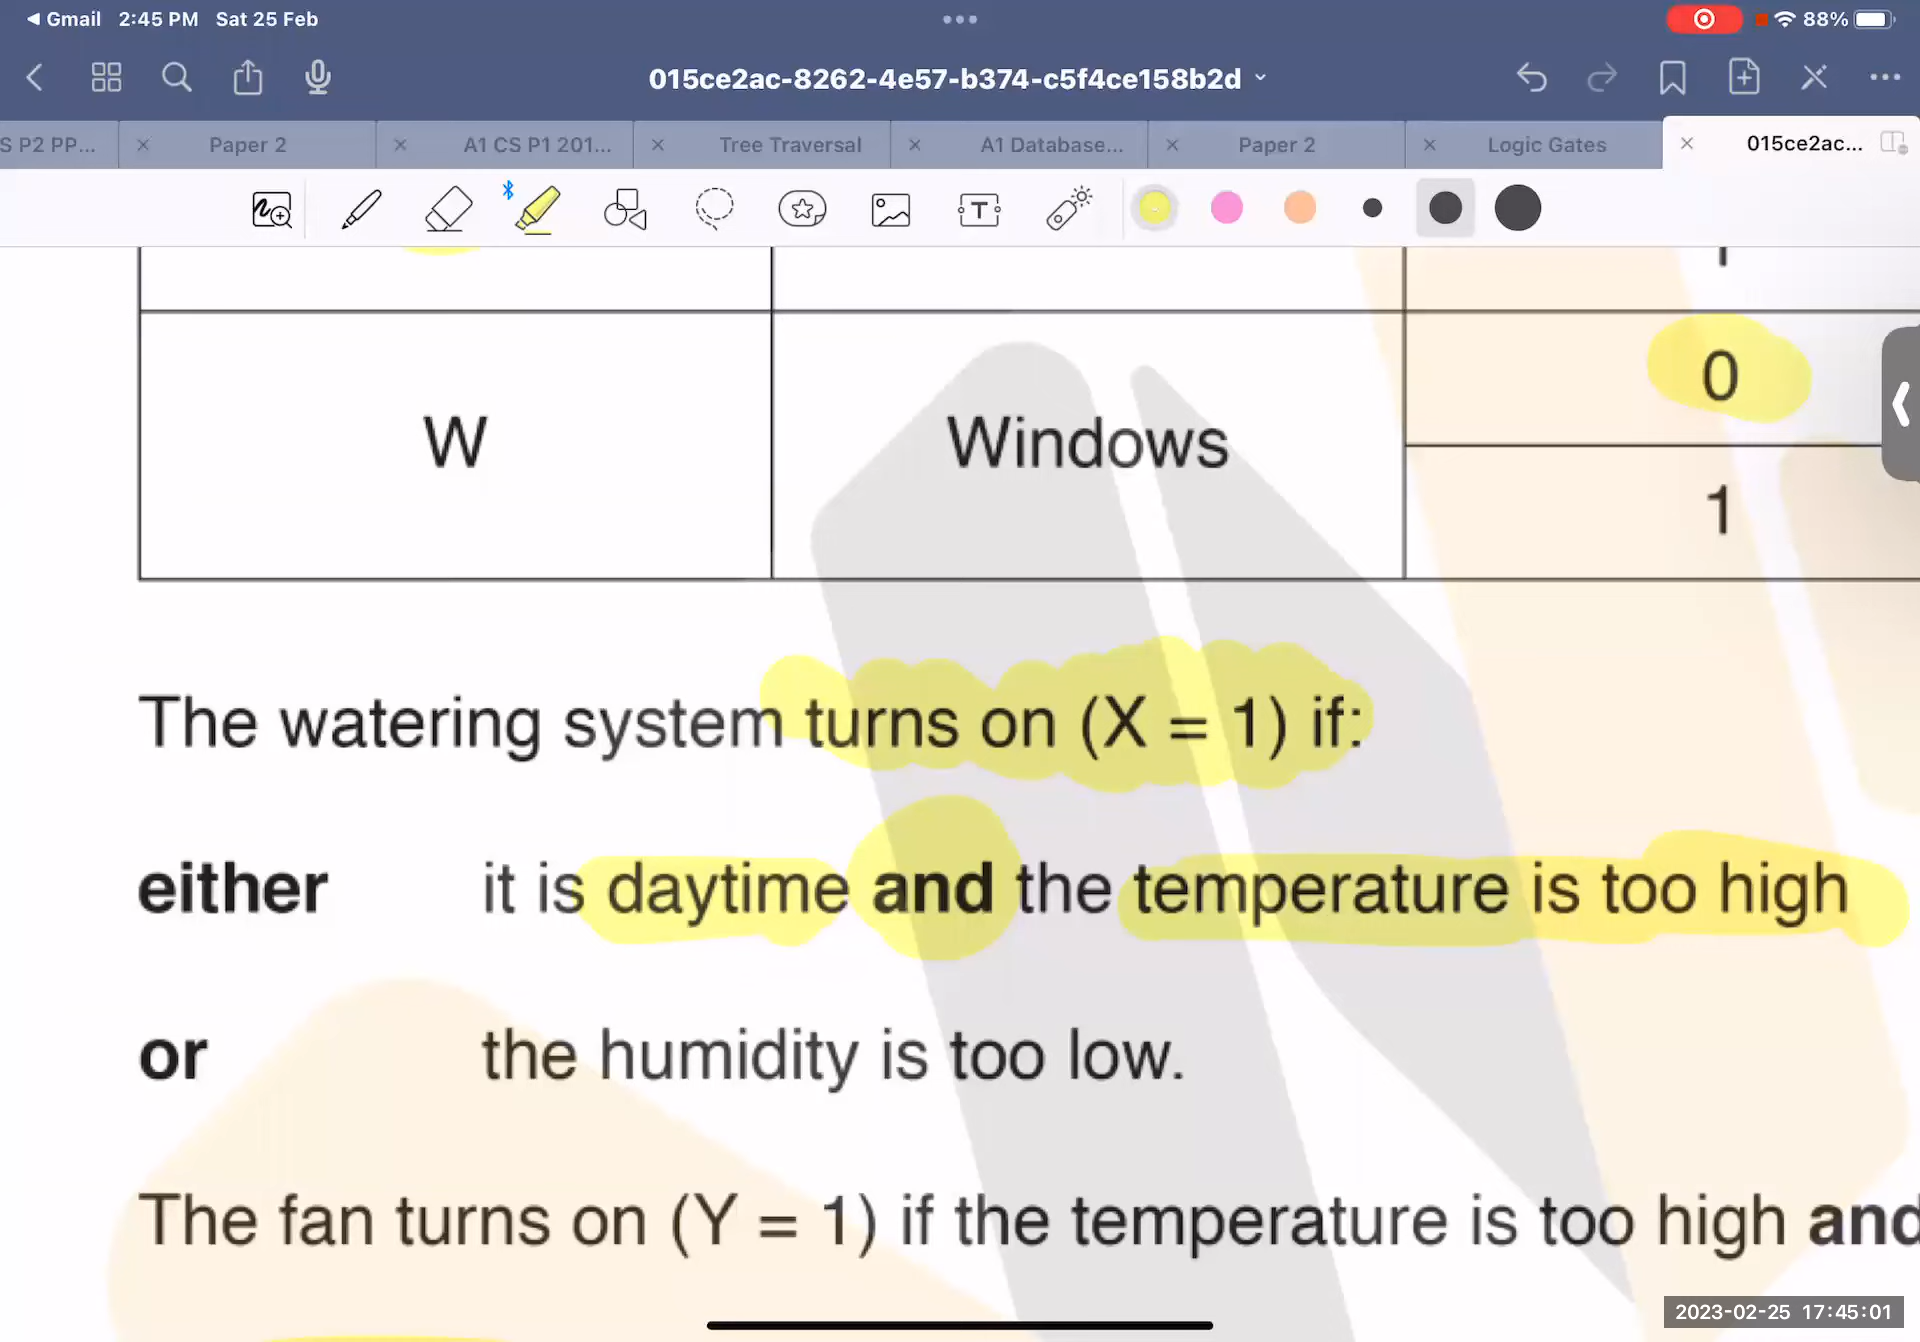 Gmail 2:45 PM Sat 25 Feb
88%
015ce2ac-8262-4e57-b374-c5f4ce158b2d
S P2 PP... Paper 2 A1 CS P1 201... Tree Traversal A1 Database... Paper 2 Logic Gates 015ce2ac...
T
1
0
W Windows
1
The watering system turns on (X = 1) if:
either it is daytime and the temperature is too high
or the humidity is too low.
The fan turns on (Y = 1) if the temperature is too high and
2023-02-25 17:45:01